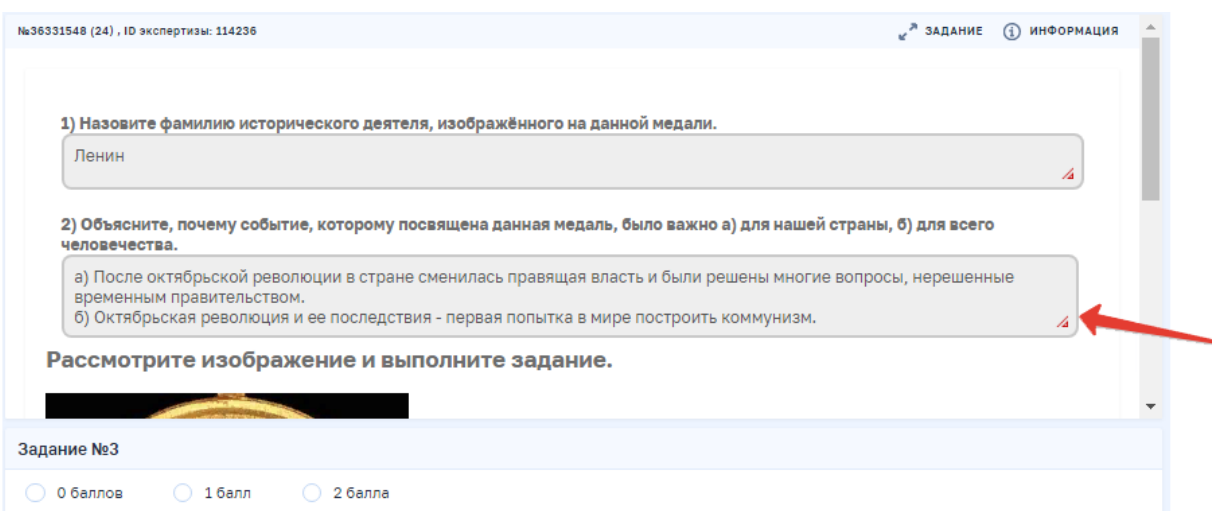 №36331548 (24) , ID экспертизы: 114236
ЗАДАНИЕ
ИНФОРМАЦИЯ
1) Назовите фамилию исторического деятеля, изображённого на данной медали.
Ленин
2) Объясните, почему событие, которому посвящена данная медаль, было важно а) для нашей страны, б) для всего
человечества.
а) После октябрьской революции в стране сменилась правящая власть и были решены многие вопросы, нерешенные
временным правительством.
б) Октябрьская революция и ее последствия - первая попытка в мире построить коммунизм.
Рассмотрите изображение и выполните задание.
Задание №3
0 баллов
1 балл
2 балла